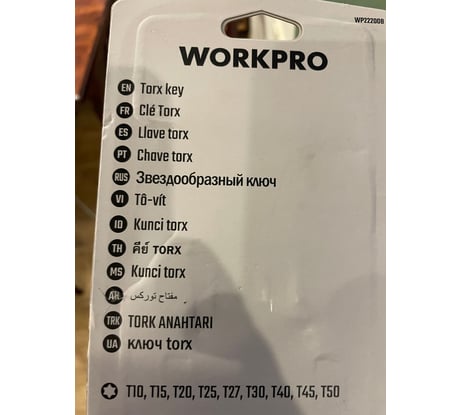 WP222008
WORKPRO
EN Torx key
FR Clé Torx
ES Llave torx
PT Chave torx
RUS Звездообразный ключ
VI Tô-vít
ID Kunci torx
TH คีย์ TORX
MS Kunci torx
AR مفتاح توركس
TRK TORK ANAHTARI
UA ключ torx
T10, T15, T20, T25, T27, T30, T40, T45, T50